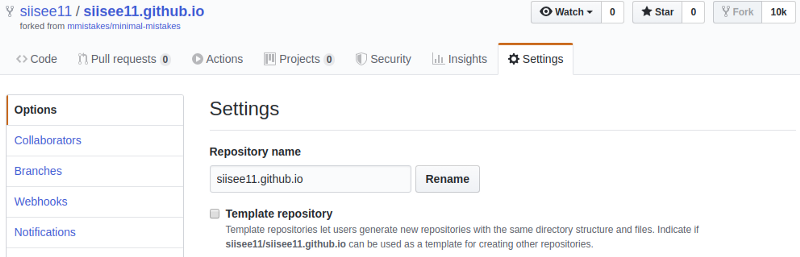 siisee11 / siisee11.github.io
forked from mmistakes/minimal-mistakes
Watch 0 Star 0 Fork 10k
Code Pull requests 0 Actions Projects 0 Security Insights Settings
Options
Collaborators
Branches
Webhooks
Notifications
Settings
Repository name
siisee11.github.io Rename
Template repository
Template repositories let users generate new repositories with the same directory structure and files. Indicate if
siisee11/siisee11.github.io can be used as a template for creating other repositories.